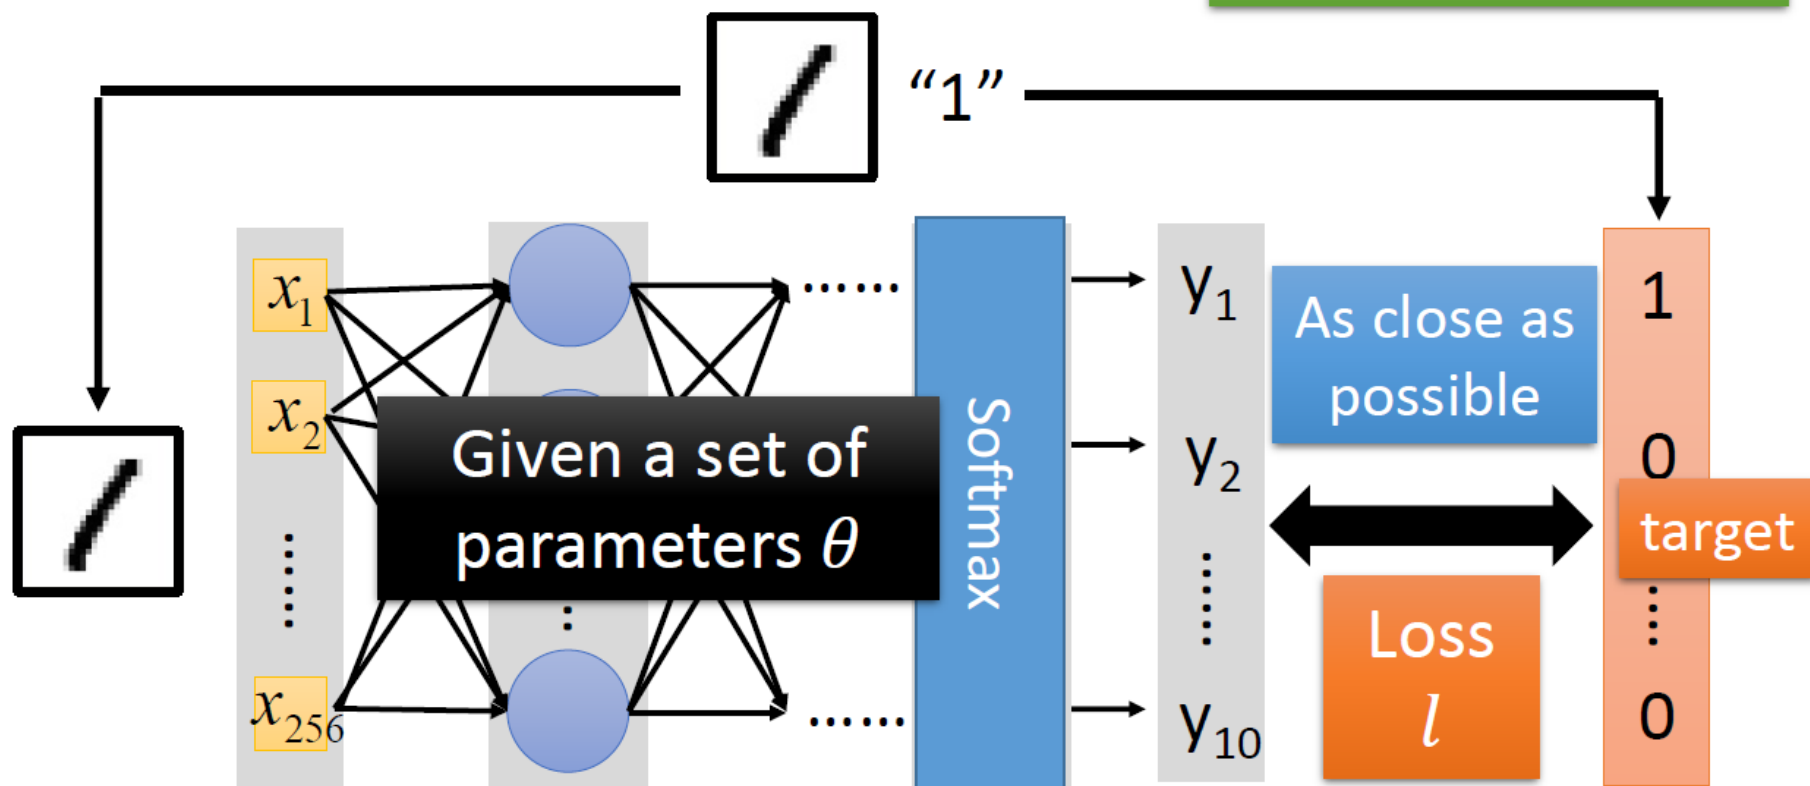 “1”
x1
x2
......
x256
Given a set of
parameters θ
......
......
Softmax
y1
y2
......
y10
As close as
possible
Loss
l
1
0
target
....
0